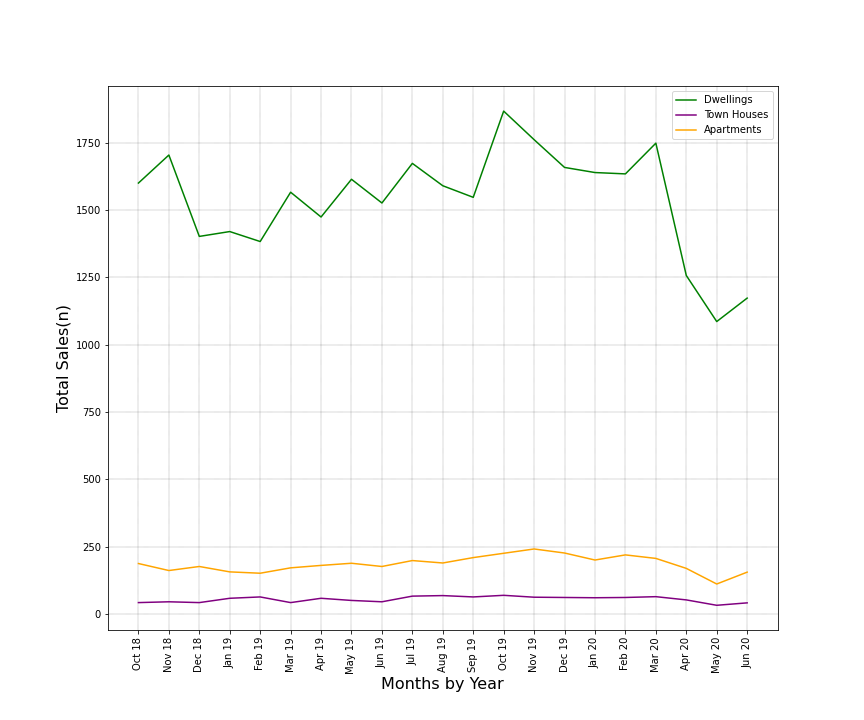 Dwellings
Town Houses
Apartments
1750
1500
1250
1000
750
500
250
0
Total Sales(n)
Oct 18
Nov 18
Dec 18
Jan 19
Feb 19
Mar 19
Apr 19
May 19
Jun 19
Jul 19
Aug 19
Sep 19
Oct 19
Nov 19
Dec 19
Jan 20
Feb 20
Mar 20
Apr 20
May 20
Jun 20
Months by Year